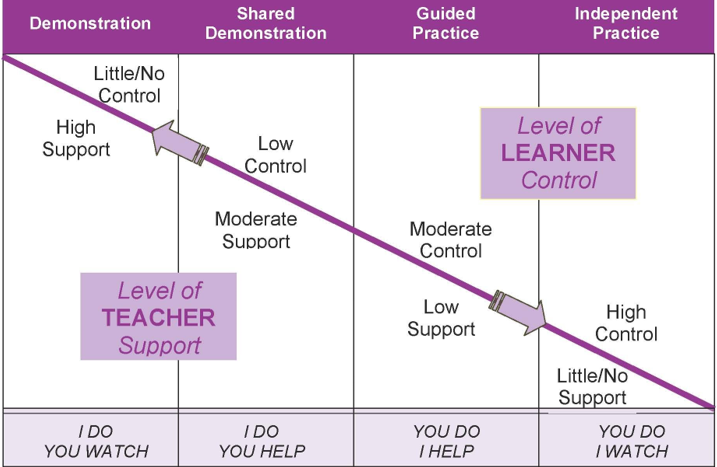 Demonstration
Shared
Demonstration
Guided
Practice
Independent
Practice
Little/No
Control
High
Support
Low
Control
Moderate
Support
Level of
LEARNER
Control
Moderate
Control
Level of
TEACHER
Support
Low
Support
High
Control
Little/No
Support
I DO
YOU WATCH
I DO
YOU HELP
YOU DO
I HELP
YOU DO
I WATCH